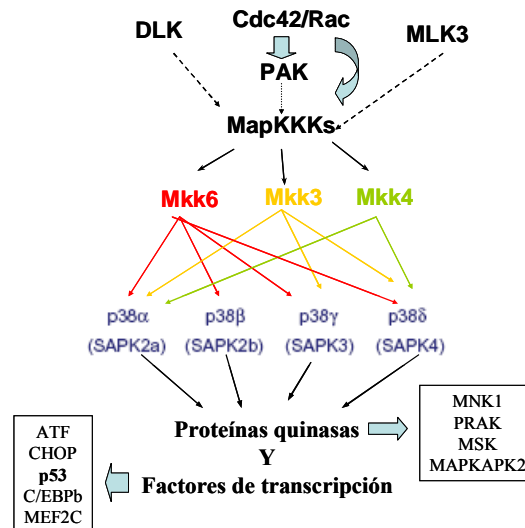 Cdc42/Rac
DLK
MLK3
PAK
MapKKKs
Mkk6
Mkk3
Mkk4
p38α
p38β
p38γ
p38δ
(SAPK2a)
(SAPK2b)
(SAPK3)
(SAPK4)
Proteínas quinasas
Y
Factores de transcripción
MNK1
PRAK
MSK
MAPKAPK2
ATF
CHOP
p53
C/EBPb
MEF2C